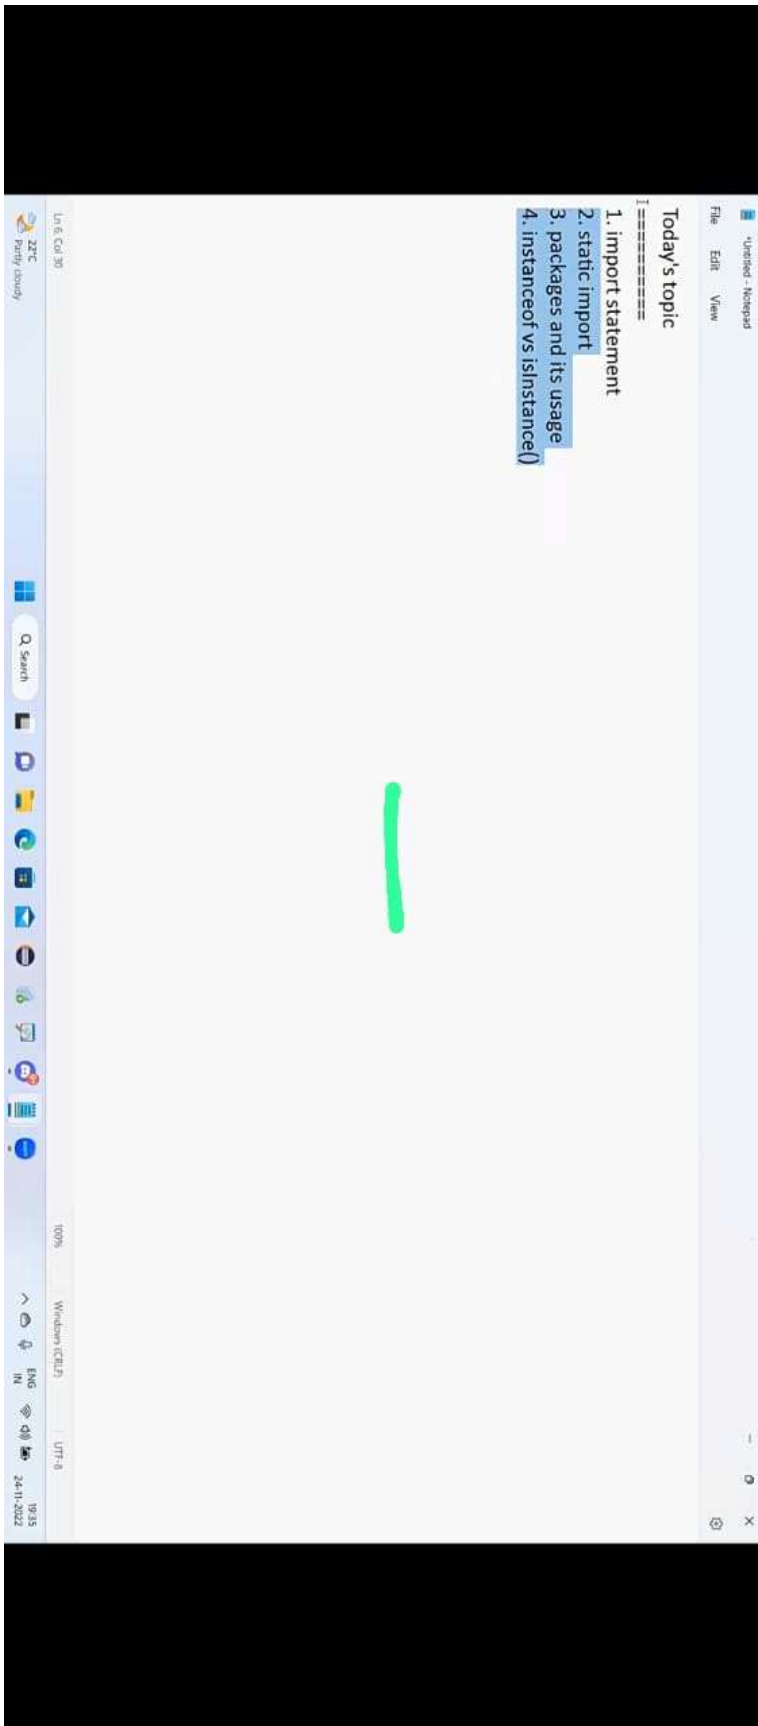 *Untitled - Notepad
File Edit View
Today's topic
==========
1. import statement
2. static import
3. packages and its usage
4. instanceof vs isInstance()
Ln 6, Col 30
100%
Windows (CRLF)
UTF-8
22°C
Partly cloudy
Search
ENG
IN
19:35
24-11-2022